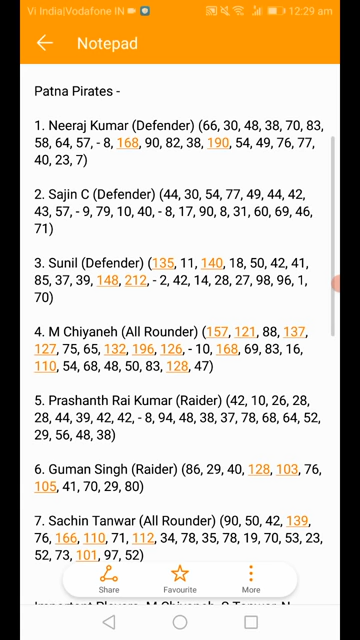 Vi India|Vodafone IN
12:29 am
Notepad
Patna Pirates -
1. Neeraj Kumar (Defender) (66, 30, 48, 38, 70, 83,
58, 64, 57, - 8, 168, 90, 82, 38, 190, 54, 49, 76, 77,
40, 23, 7)
2. Sajin C (Defender) (44, 30, 54, 77, 49, 44, 42,
43, 57, - 9, 79, 10, 40, - 8, 17, 90, 8, 31, 60, 69, 46,
71)
3. Sunil (Defender) (135, 11, 140, 18, 50, 42, 41,
85, 37, 39, 148, 212, - 2, 42, 14, 28, 27, 98, 96, 1,
70)
4. M Chiyaneh (All Rounder) (157, 121, 88, 137,
127, 75, 65, 132, 196, 126, - 10, 168, 69, 83, 16,
110, 54, 68, 48, 50, 83, 128, 47)
5. Prashanth Rai Kumar (Raider) (42, 10, 26, 28,
28, 44, 39, 42, 42, - 8, 94, 48, 38, 37, 78, 68, 64, 52,
29, 56, 48, 38)
6. Guman Singh (Raider) (86, 29, 40, 128, 103, 76,
105, 41, 70, 29, 80)
7. Sachin Tanwar (All Rounder) (90, 50, 42, 139,
76, 166, 110, 71, 112, 34, 78, 35, 78, 19, 70, 53, 23,
52, 73, 101, 97, 52)
Share Favourite More